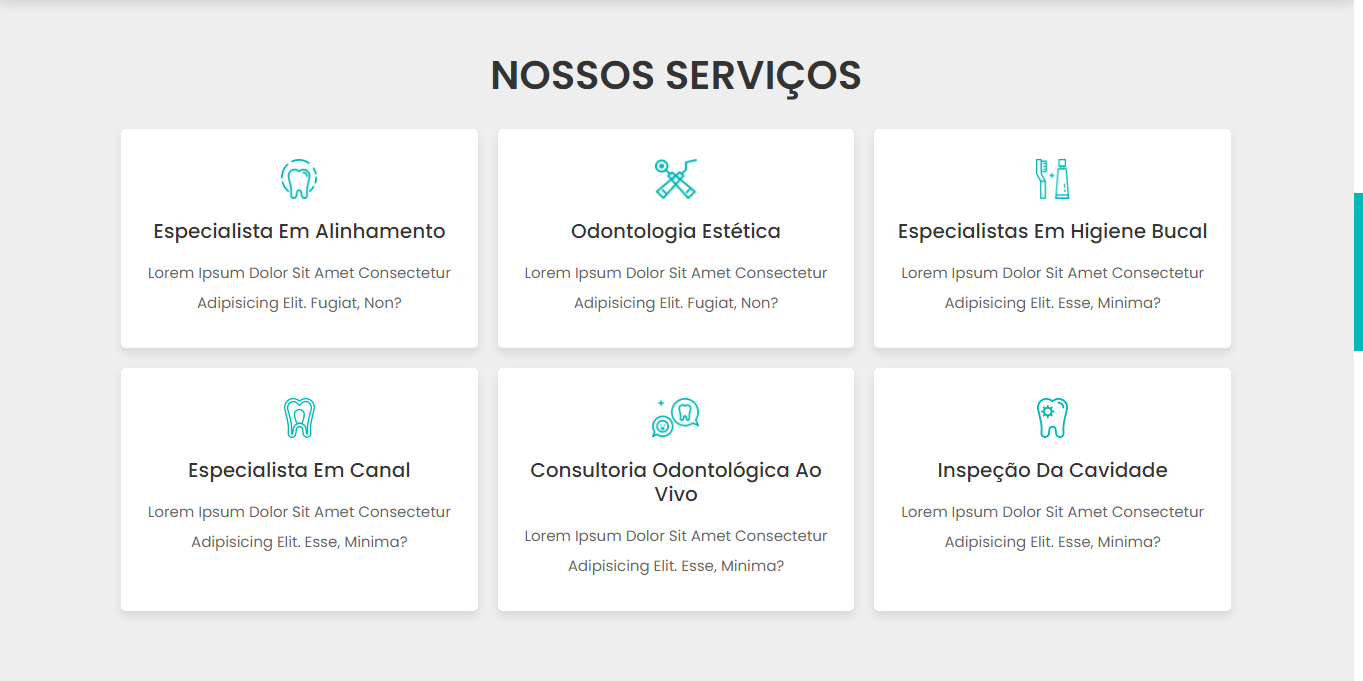 NOSSOS SERVIÇOS
Especialista Em Alinhamento
Lorem Ipsum Dolor Sit Amet Consectetur
Adipisicing Elit. Fugiat, Non?
Odontologia Estética
Lorem Ipsum Dolor Sit Amet Consectetur
Adipisicing Elit. Fugiat, Non?
Especialistas Em Higiene Bucal
Lorem Ipsum Dolor Sit Amet Consectetur
Adipisicing Elit. Esse, Minima?
Especialista Em Canal
Lorem Ipsum Dolor Sit Amet Consectetur
Adipisicing Elit. Esse, Minima?
Consultoria Odontológica Ao
Vivo
Lorem Ipsum Dolor Sit Amet Consectetur
Adipisicing Elit. Esse, Minima?
Inspeção Da Cavidade
Lorem Ipsum Dolor Sit Amet Consectetur
Adipisicing Elit. Esse, Minima?